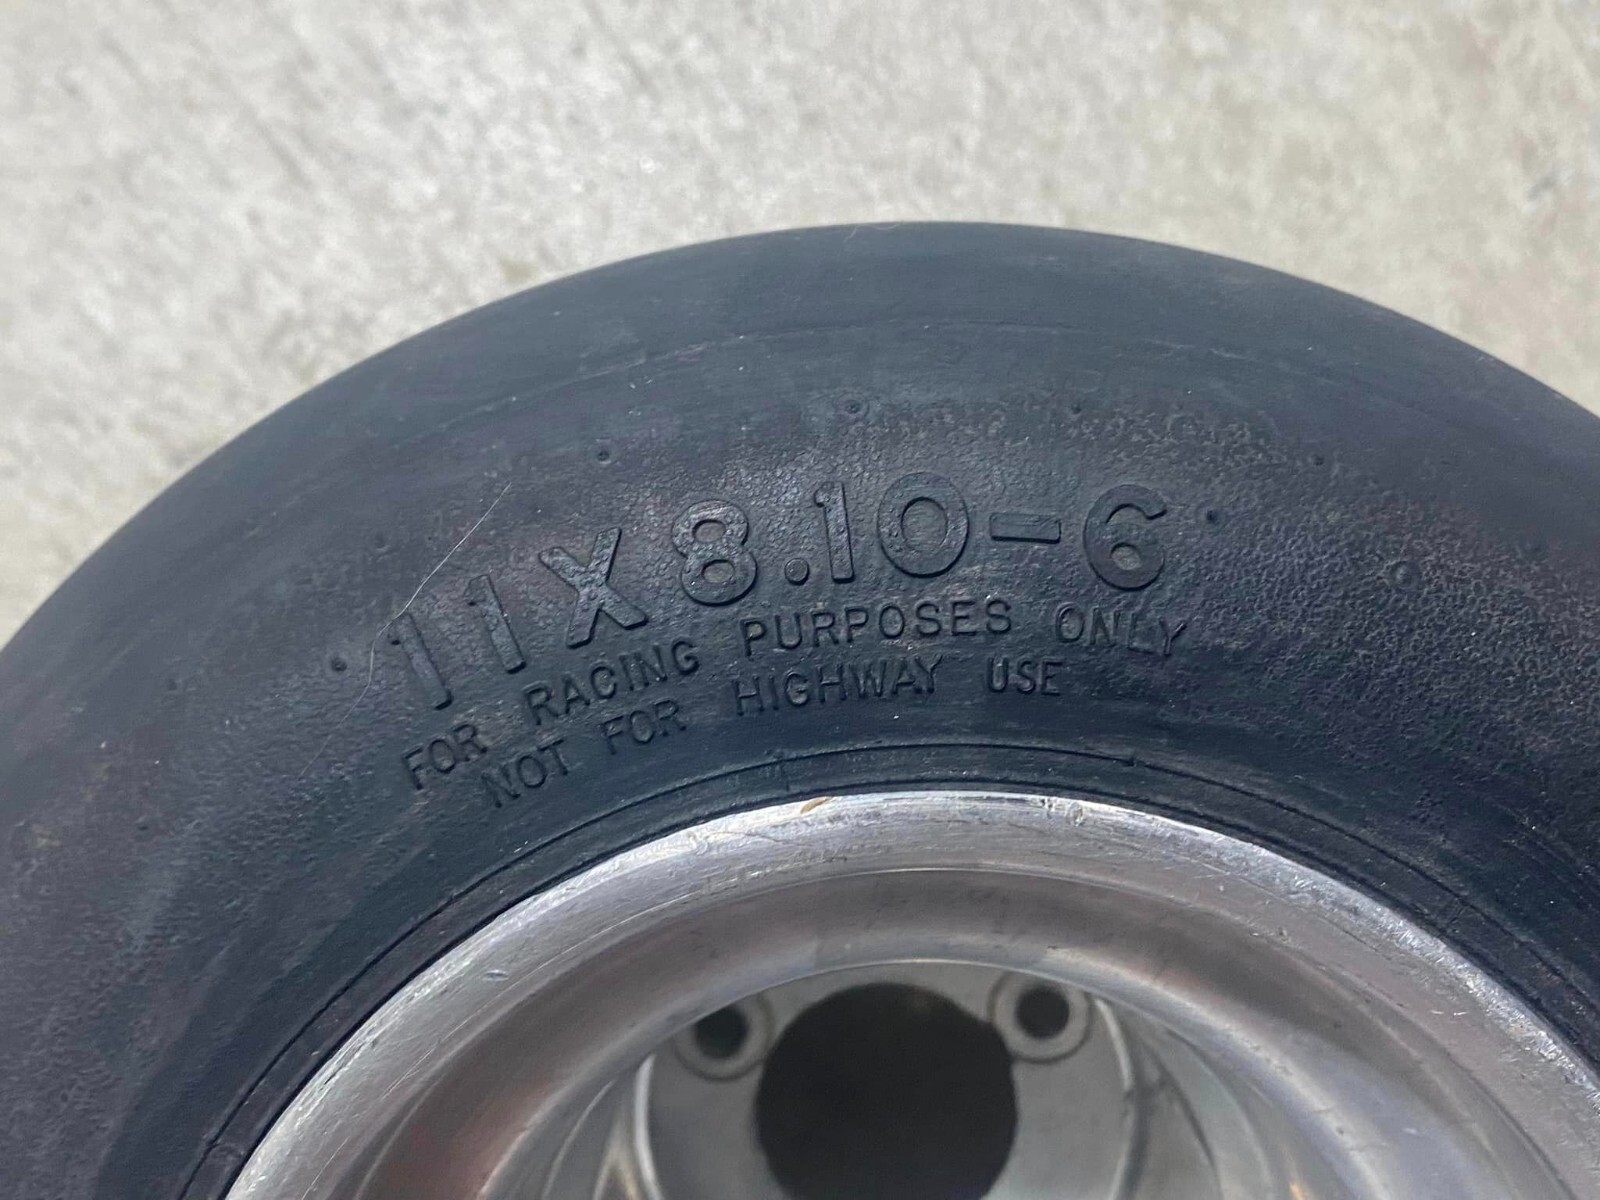 11X8.10-6
FOR RACING PURPOSES ONLY
NOT FOR HIGHWAY USE